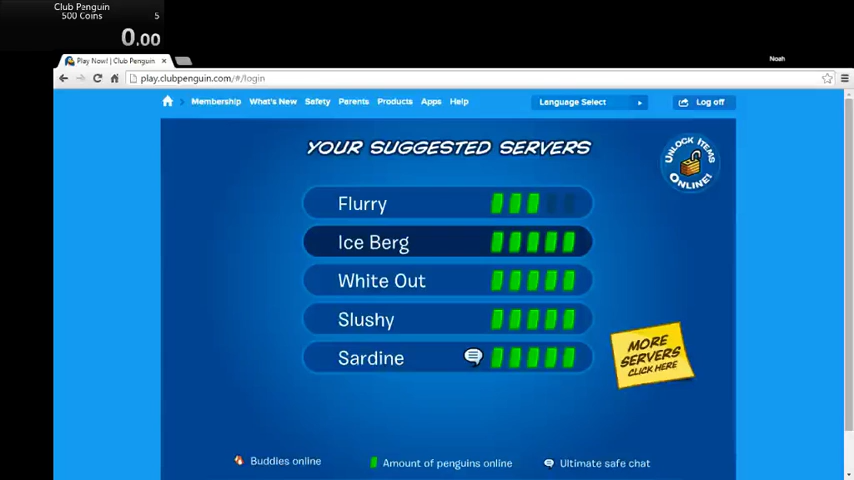 Club Penguin
500 Coins 5
0.00
Play Now! | Club Penguin
Noah
play.clubpenguin.com/#/login
Membership What's New Safety Parents Products Apps Help Language Select Log off
YOUR SUGGESTED SERVERS
UNLOCK ITEMS ONLINE!
Flurry
Ice Berg
White Out
Slushy
Sardine
MORE
SERVERS
CLICK HERE
Buddies online Amount of penguins online Ultimate safe chat